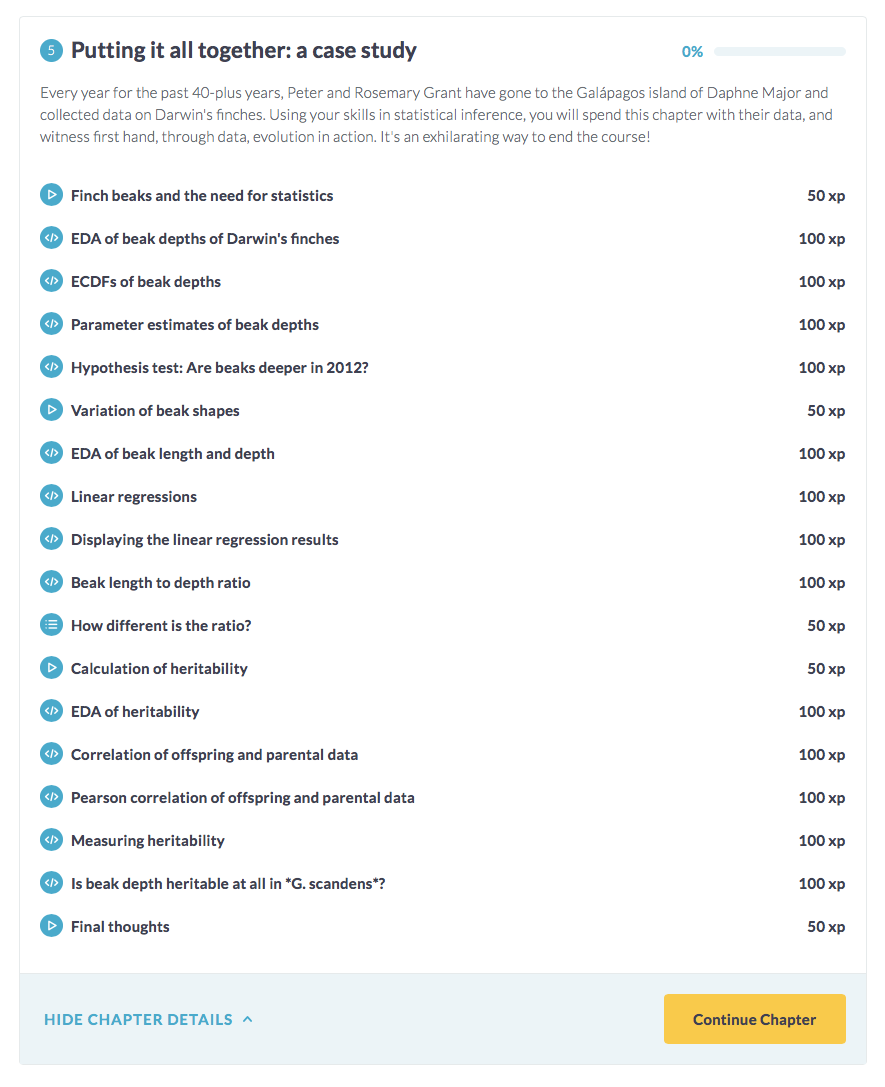 5 Putting it all together: a case study 0%
Every year for the past 40-plus years, Peter and Rosemary Grant have gone to the Galápagos island of Daphne Major and
collected data on Darwin's finches. Using your skills in statistical inference, you will spend this chapter with their data, and
witness first hand, through data, evolution in action. It's an exhilarating way to end the course!
Finch beaks and the need for statistics 50 xp
</> EDA of beak depths of Darwin's finches 100 xp
</> ECDFs of beak depths 100 xp
</> Parameter estimates of beak depths 100 xp
</> Hypothesis test: Are beaks deeper in 2012? 100 xp
Variation of beak shapes 50 xp
</> EDA of beak length and depth 100 xp
</> Linear regressions 100 xp
</> Displaying the linear regression results 100 xp
</> Beak length to depth ratio 100 xp
How different is the ratio? 50 xp
Calculation of heritability 50 xp
</> EDA of heritability 100 xp
</> Correlation of offspring and parental data 100 xp
</> Pearson correlation of offspring and parental data 100 xp
</> Measuring heritability 100 xp
</> Is beak depth heritable at all in *G. scandens*? 100 xp
Final thoughts 50 xp
HIDE CHAPTER DETAILS Continue Chapter